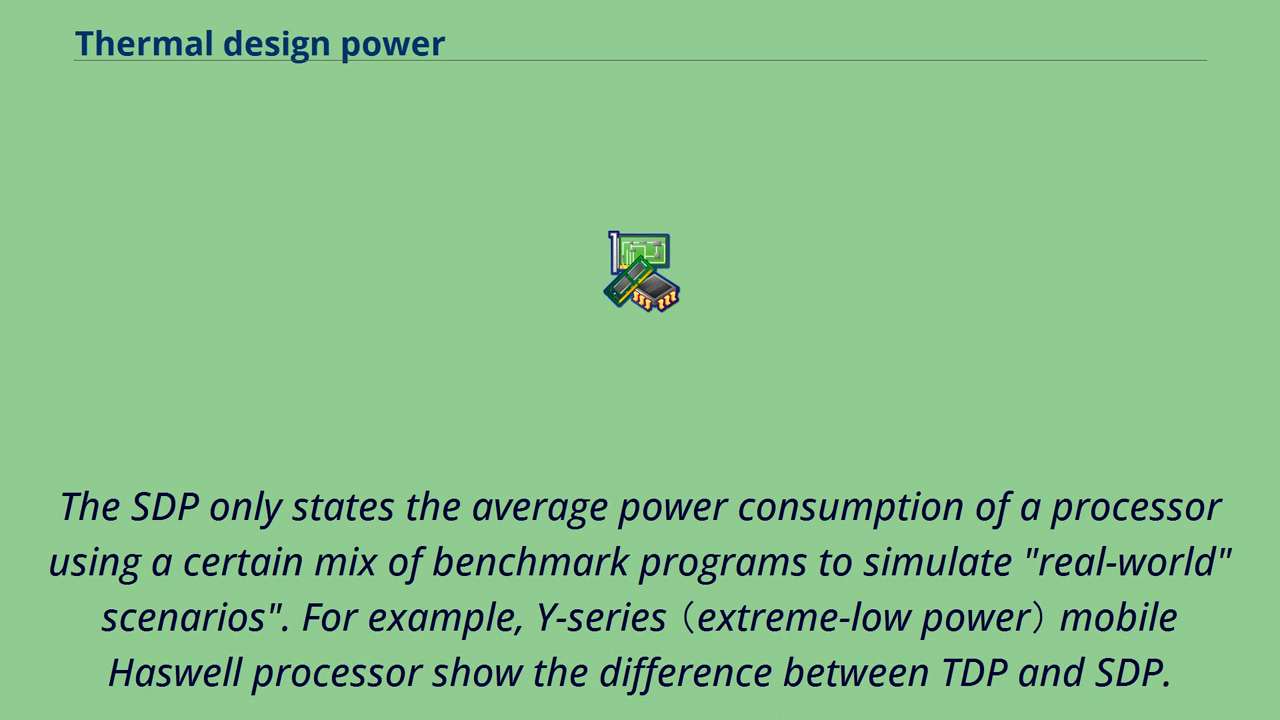 Thermal design power
The SDP only states the average power consumption of a processor
using a certain mix of benchmark programs to simulate "real-world"
scenarios". For example, Y-series（extreme-low power）mobile
Haswell processor show the difference between TDP and SDP.